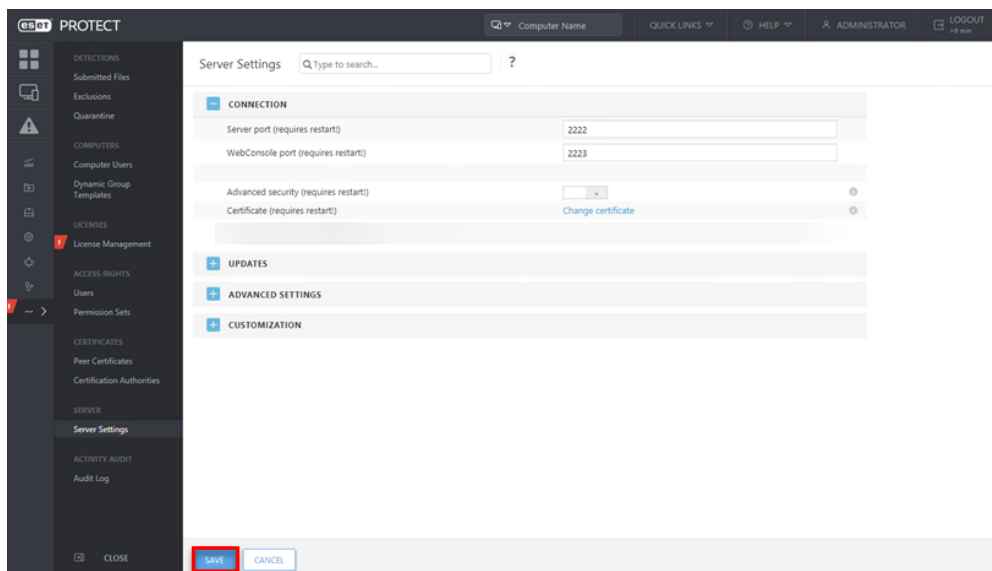 eset PROTECT
Computer Name
QUICK LINKS
HELP
ADMINISTRATOR
LOGOUT
>9 min
DETECTIONS
Submitted Files
Exclusions
Quarantine
COMPUTERS
Computer Users
Dynamic Group
Templates
LICENSES
License Management
ACCESS RIGHTS
Users
Permission Sets
CERTIFICATES
Peer Certificates
Certification Authorities
SERVER
Server Settings
ACTIVITY AUDIT
Audit Log
CLOSE
Server Settings
Type to search...
?
CONNECTION
Server port (requires restart!)
2222
WebConsole port (requires restart!)
2223
Advanced security (requires restart!)
Certificate (requires restart!)
Change certificate
UPDATES
ADVANCED SETTINGS
CUSTOMIZATION
SAVE
CANCEL